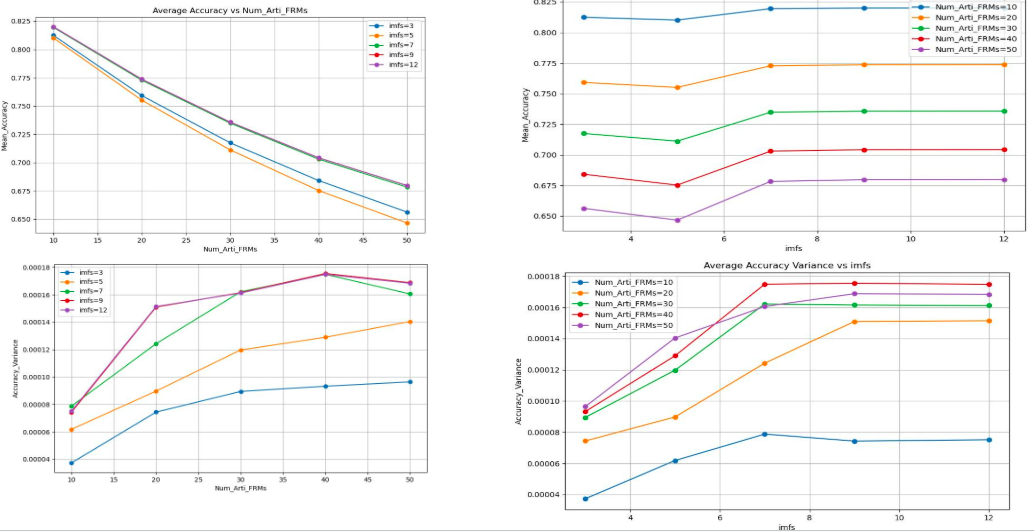 Average Accuracy vs Num_Arti_FRMs
0.825
0.800
0.775
0.750
0.725
0.700
0.675
0.650
Mean_Accuracy
imfs=3
imfs=5
imfs=7
imfs=9
imfs=12
10 15 20 25 30 35 40 45 50
Num_Arti_FRMs
0.825
0.800
0.775
0.750
0.725
0.700
0.675
0.650
Mean_Accuracy
Num_Arti_FRMs=10
Num_Arti_FRMs=20
Num_Arti_FRMs=30
Num_Arti_FRMs=40
Num_Arti_FRMs=50
4 6 8 10 12
imfs
0.00018
0.00016
0.00014
0.00012
0.00010
0.00008
0.00006
0.00004
Accuracy_Variance
imfs=3
imfs=5
imfs=7
imfs=9
imfs=12
10 15 20 25 30 35 40 45 50
Num_Arti_FRMs
Average Accuracy Variance vs imfs
0.00018
0.00016
0.00014
0.00012
0.00010
0.00008
0.00006
0.00004
Accuracy_Variance
Num_Arti_FRMs=10
Num_Arti_FRMs=20
Num_Arti_FRMs=30
Num_Arti_FRMs=40
Num_Arti_FRMs=50
4 6 8 10 12
imfs